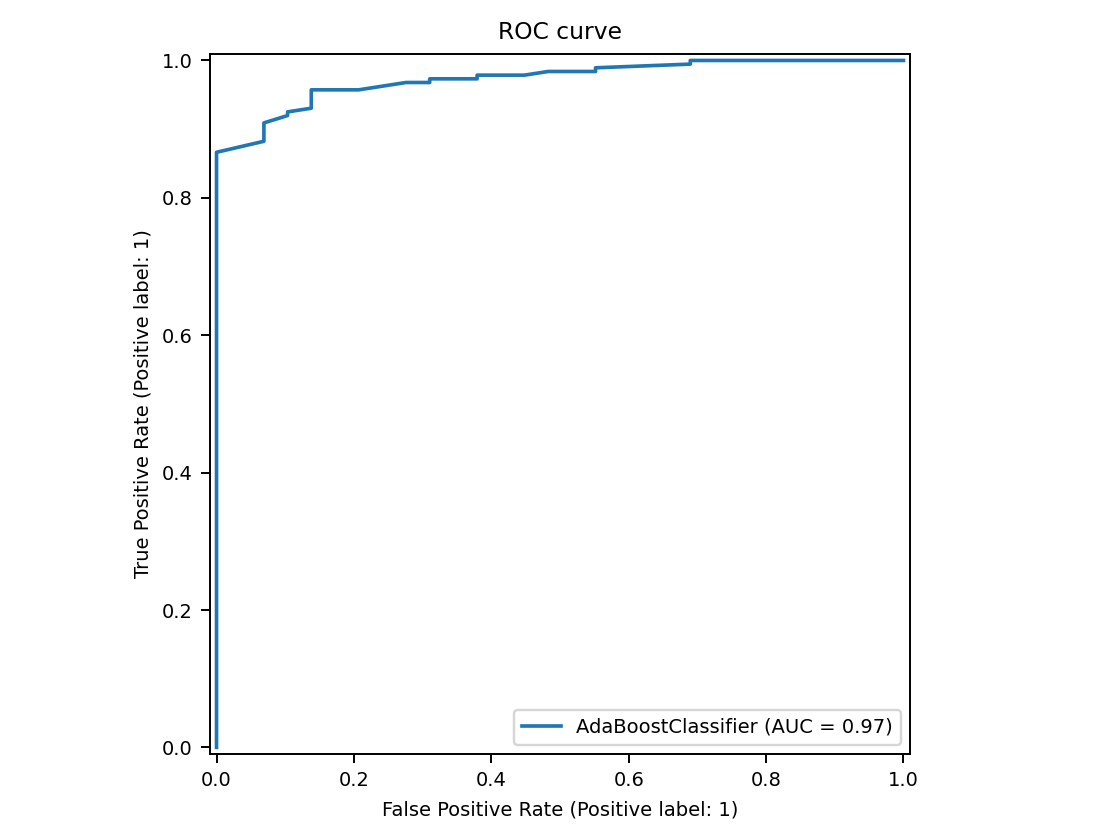 ROC curve
1.0
0.8
0.6
0.4
0.2
0.0
True Positive Rate (Positive label: 1)
AdaBoostClassifier (AUC = 0.97)
0.0 0.2 0.4 0.6 0.8 1.0
False Positive Rate (Positive label: 1)